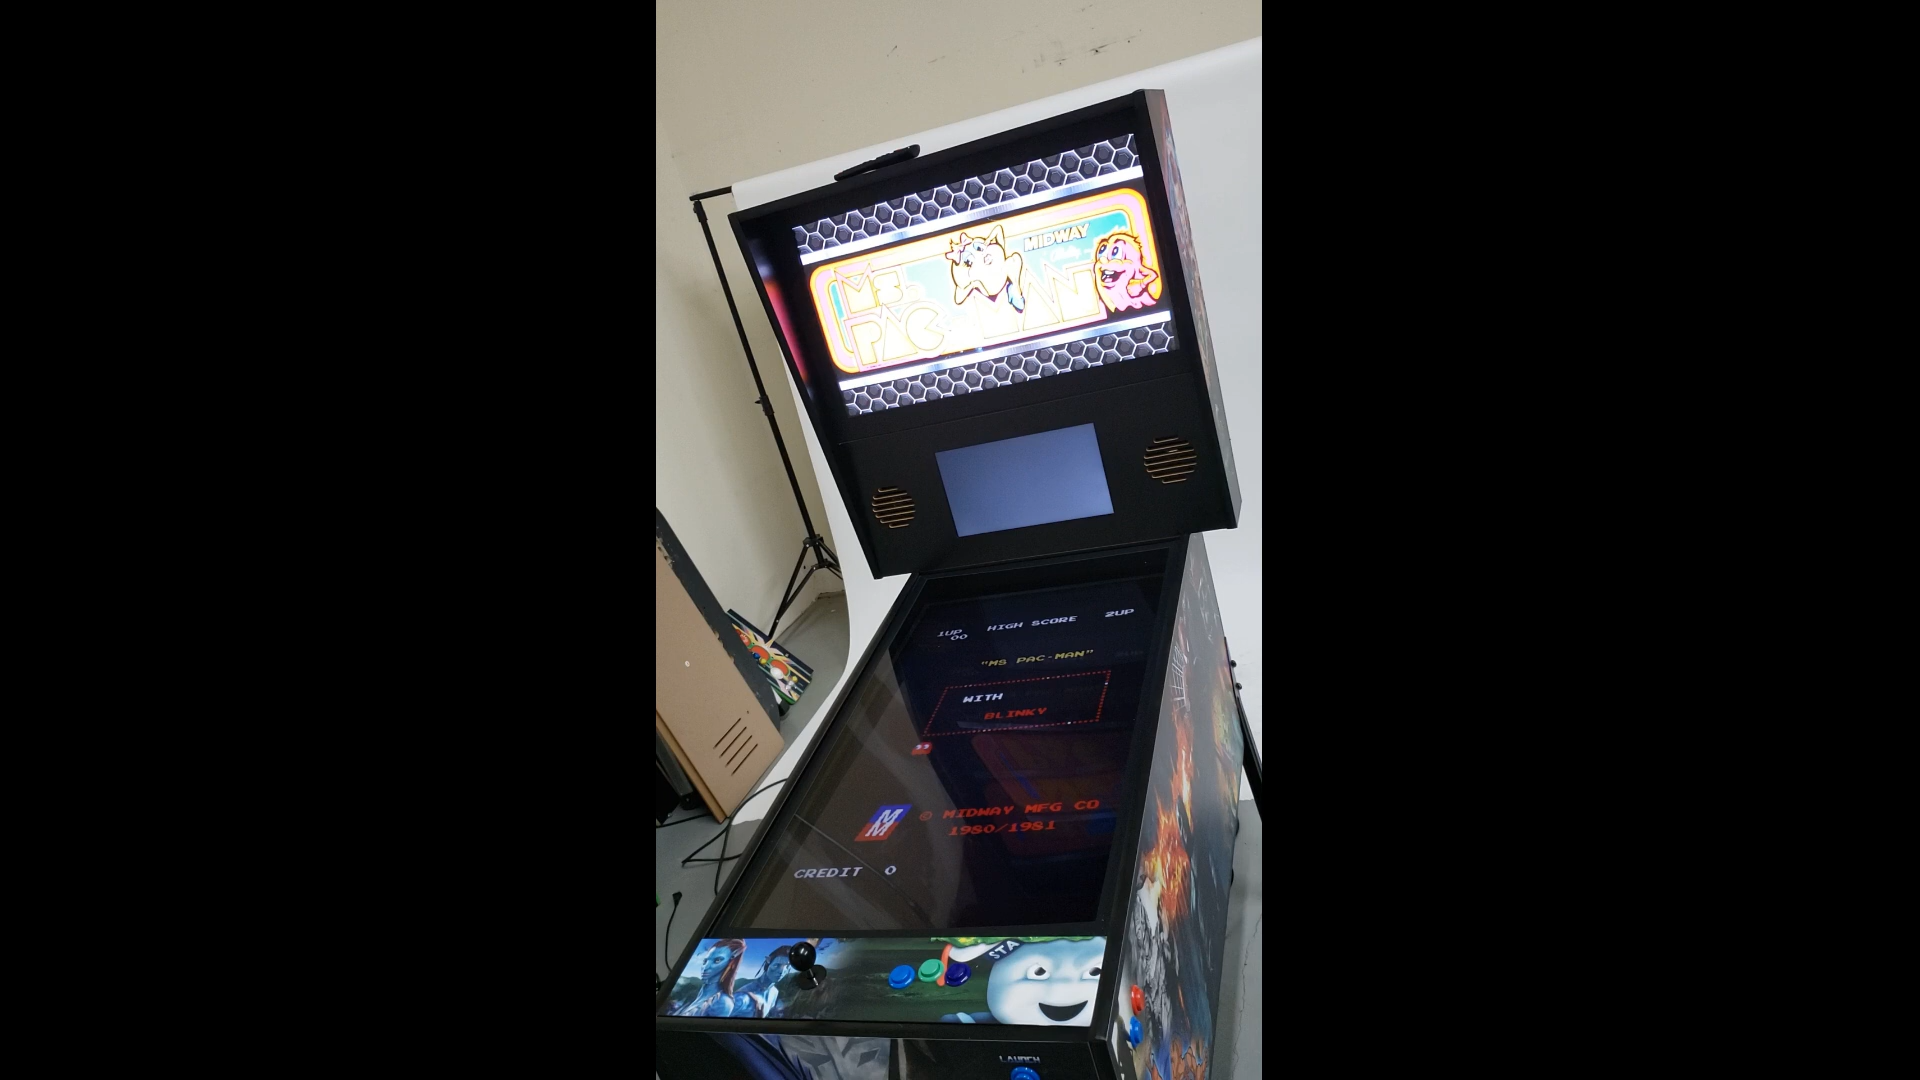 MIDWAY
MS.
PAC-MAN
1UP HIGH SCORE 2UP
00
"MS PAC-MAN"
WITH
BLINKY
© MIDWAY MFG CO
1980/1981
CREDIT 0
STA
LAUNCH